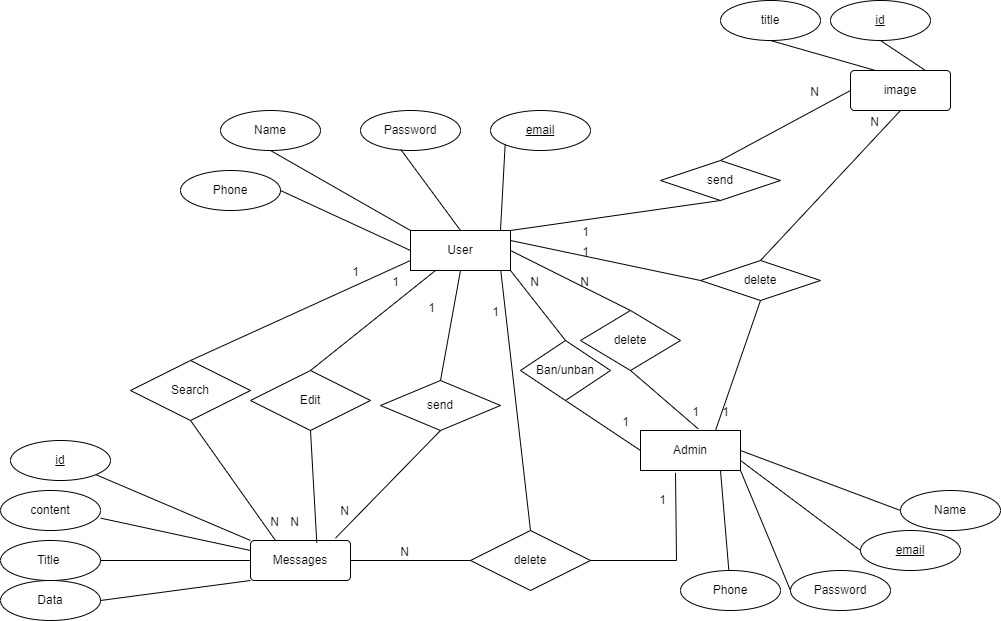 title
id
image
N
N
Name
Password
email
send
Phone
1
User
1
1
N
N
delete
1
1
1
delete
Ban/unban
Search
Edit
send
1
1
1
Admin
id
1
content
N
N
N
Name
N
email
Title
Messages
delete
Data
Phone
Password